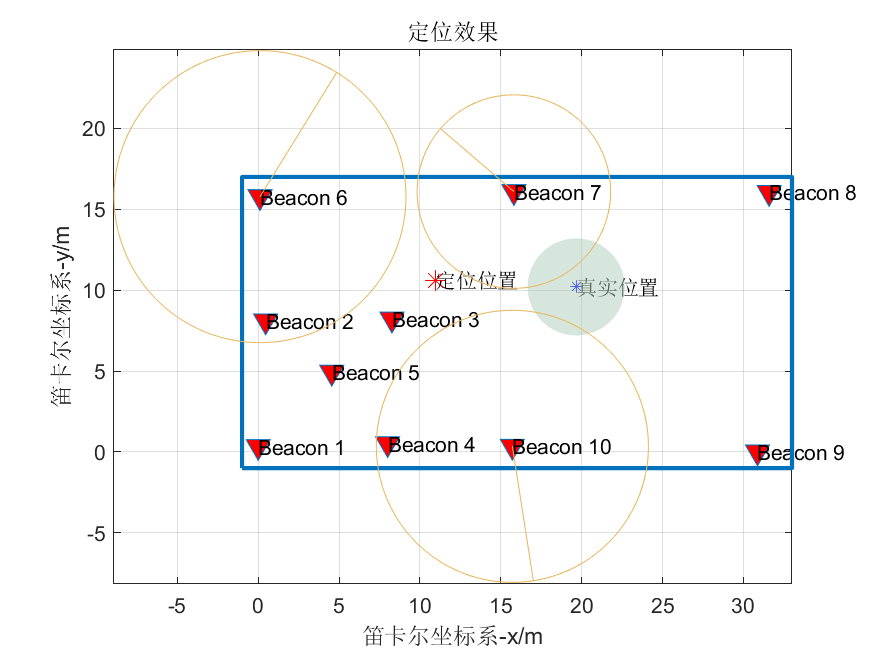 定位效果
笛卡尔坐标系-y/m
20
15
10
5
0
-5
Beacon 6
Beacon 7
Beacon 8
定位位置
真实位置
Beacon 2
Beacon 3
Beacon 5
Beacon 1
Beacon 4
Beacon 10
Beacon 9
-5
0
5
10
15
20
25
30
笛卡尔坐标系-x/m